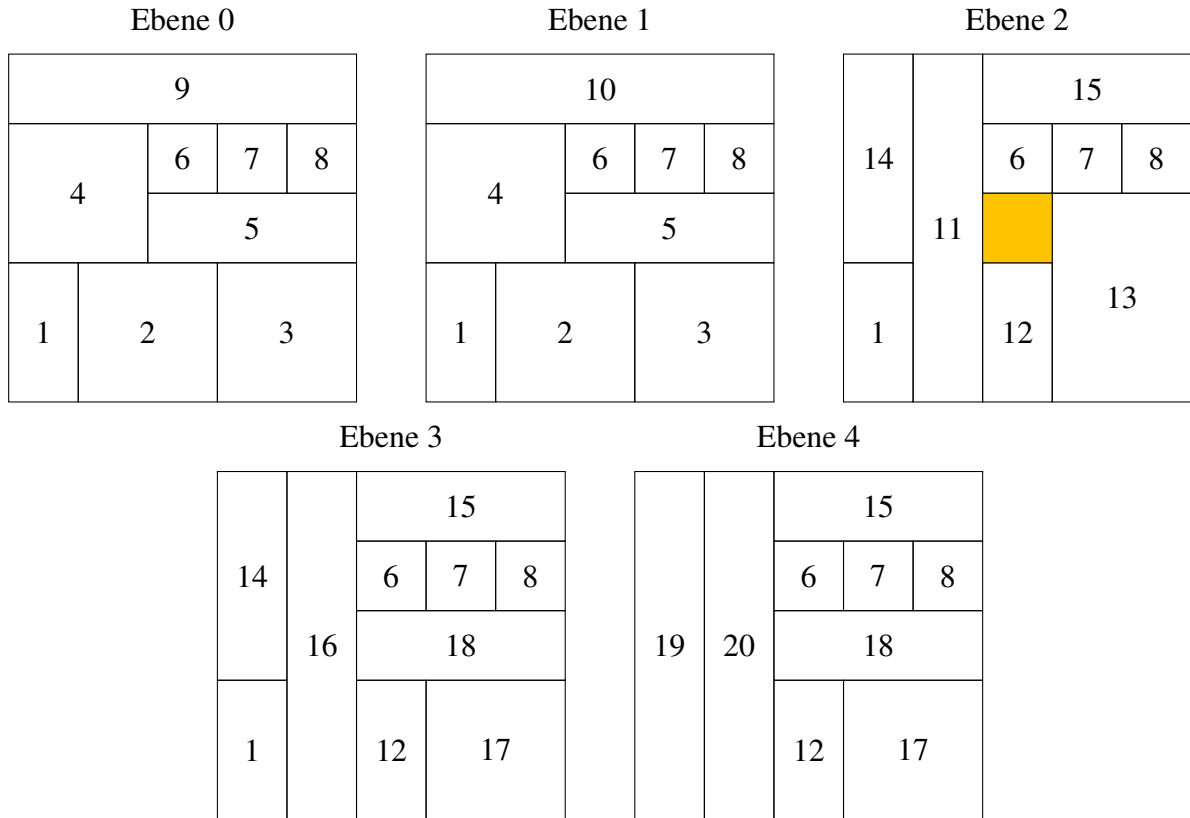 Ebene 0 Ebene 1 Ebene 2
9 10 15
6 7 8 6 7 8 14 6 7 8
4 4
5 5 11
13
1 2 3 1 2 3 1 12
Ebene 3 Ebene 4
15 15
14 6 7 8 6 7 8
16 18 19 20 18
1 12 17 12 17